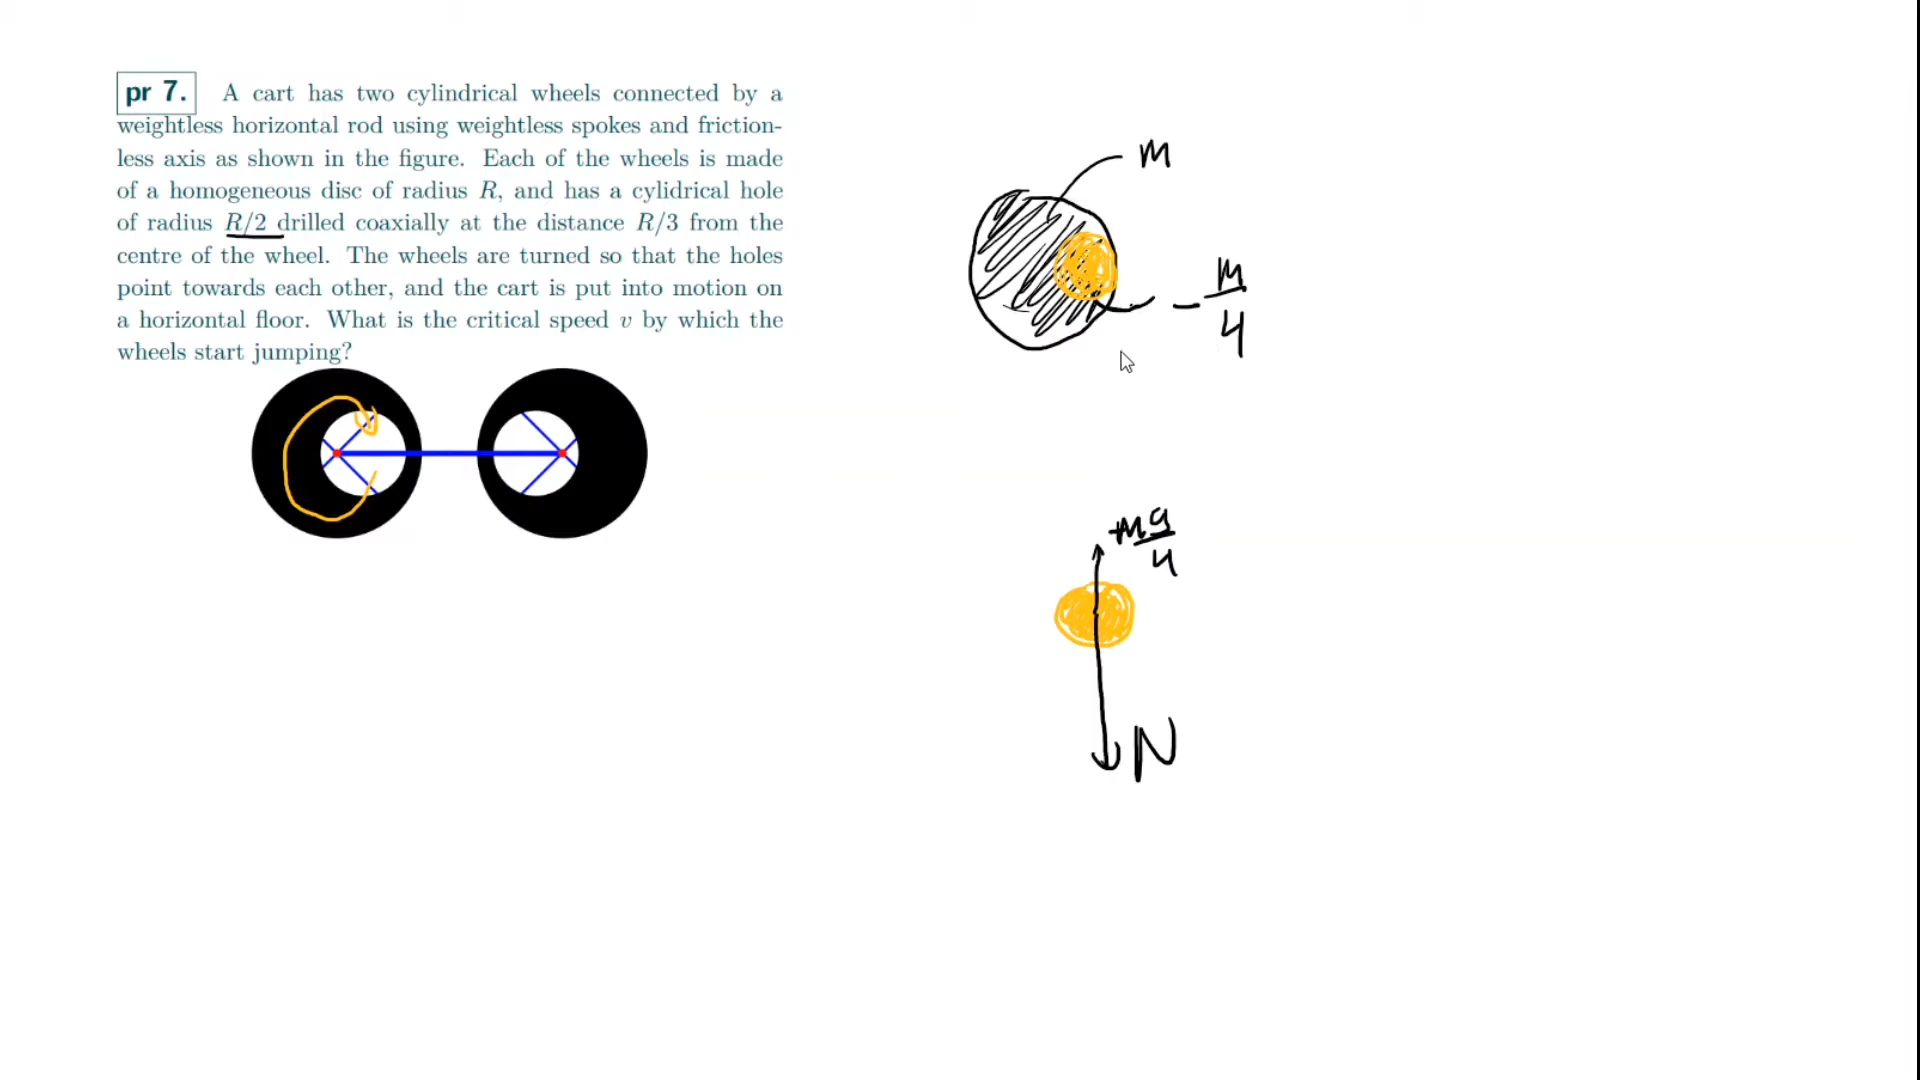 pr 7. A cart has two cylindrical wheels connected by a
weightless horizontal rod using weightless spokes and friction-
less axis as shown in the figure. Each of the wheels is made
of a homogeneous disc of radius R, and has a cylidrical hole
of radius R/2 drilled coaxially at the distance R/3 from the
centre of the wheel. The wheels are turned so that the holes
point towards each other, and the cart is put into motion on
a horizontal floor. What is the critical speed v by which the
wheels start jumping?
m
- m/4
+mg/4
N